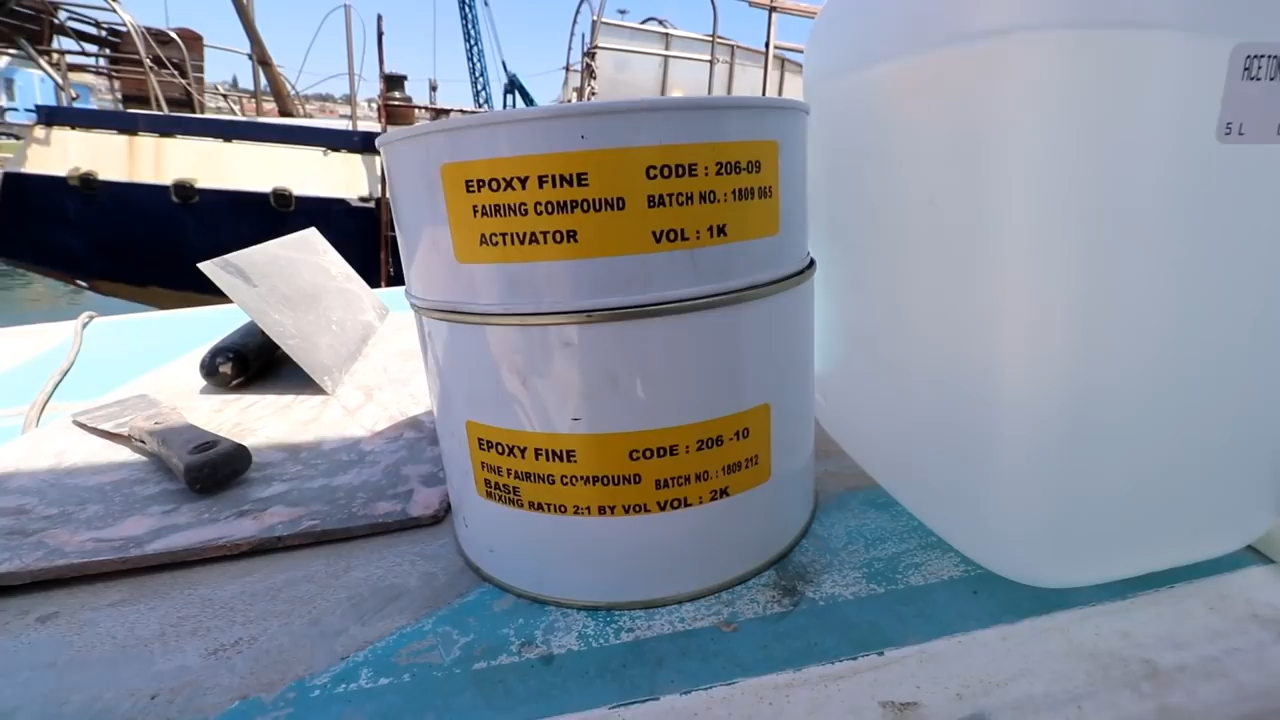 EPOXY FINE CODE : 206-09
FAIRING COMPOUND BATCH NO. : 1809 065
ACTIVATOR VOL : 1K
EPOXY FINE CODE : 206 -10
FINE FAIRING COMPOUND BATCH NO. : 1809 212
BASE
MIXING RATIO 2:1 BY VOL VOL : 2K
5 L